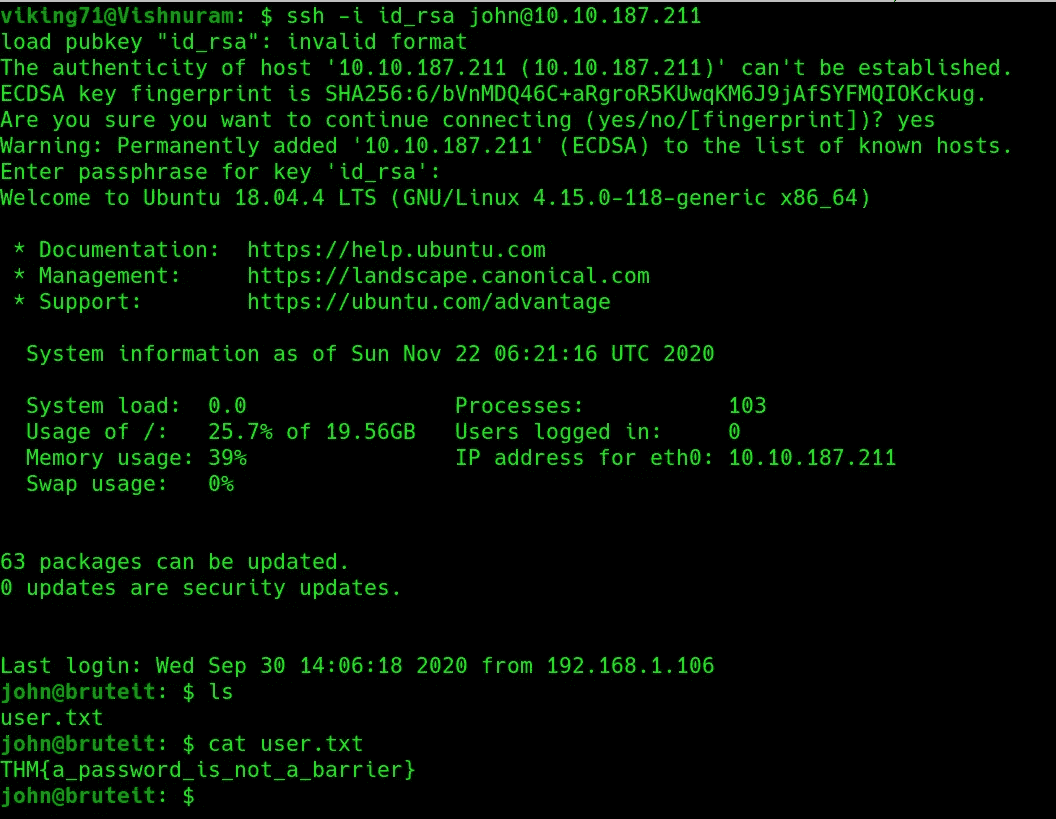 viking71@Vishnuram: $ ssh -i id_rsa john@10.10.187.211
load pubkey "id_rsa": invalid format
The authenticity of host '10.10.187.211 (10.10.187.211)' can't be established.
ECDSA key fingerprint is SHA256:6/bVnMDQ46C+aRgroR5KUwqKM6J9jAfSYFMQIOKckug.
Are you sure you want to continue connecting (yes/no/[fingerprint])? yes
Warning: Permanently added '10.10.187.211' (ECDSA) to the list of known hosts.
Enter passphrase for key 'id_rsa':
Welcome to Ubuntu 18.04.4 LTS (GNU/Linux 4.15.0-118-generic x86_64)
* Documentation:  https://help.ubuntu.com
* Management:     https://landscape.canonical.com
* Support:        https://ubuntu.com/advantage
System information as of Sun Nov 22 06:21:16 UTC 2020
System load:  0.0                Processes:           103
Usage of /:   25.7% of 19.56GB   Users logged in:     0
Memory usage: 39%                IP address for eth0: 10.10.187.211
Swap usage:   0%
63 packages can be updated.
0 updates are security updates.
Last login: Wed Sep 30 14:06:18 2020 from 192.168.1.106
john@bruteit: $ ls
user.txt
john@bruteit: $ cat user.txt
THM{a_password_is_not_a_barrier}
john@bruteit: $